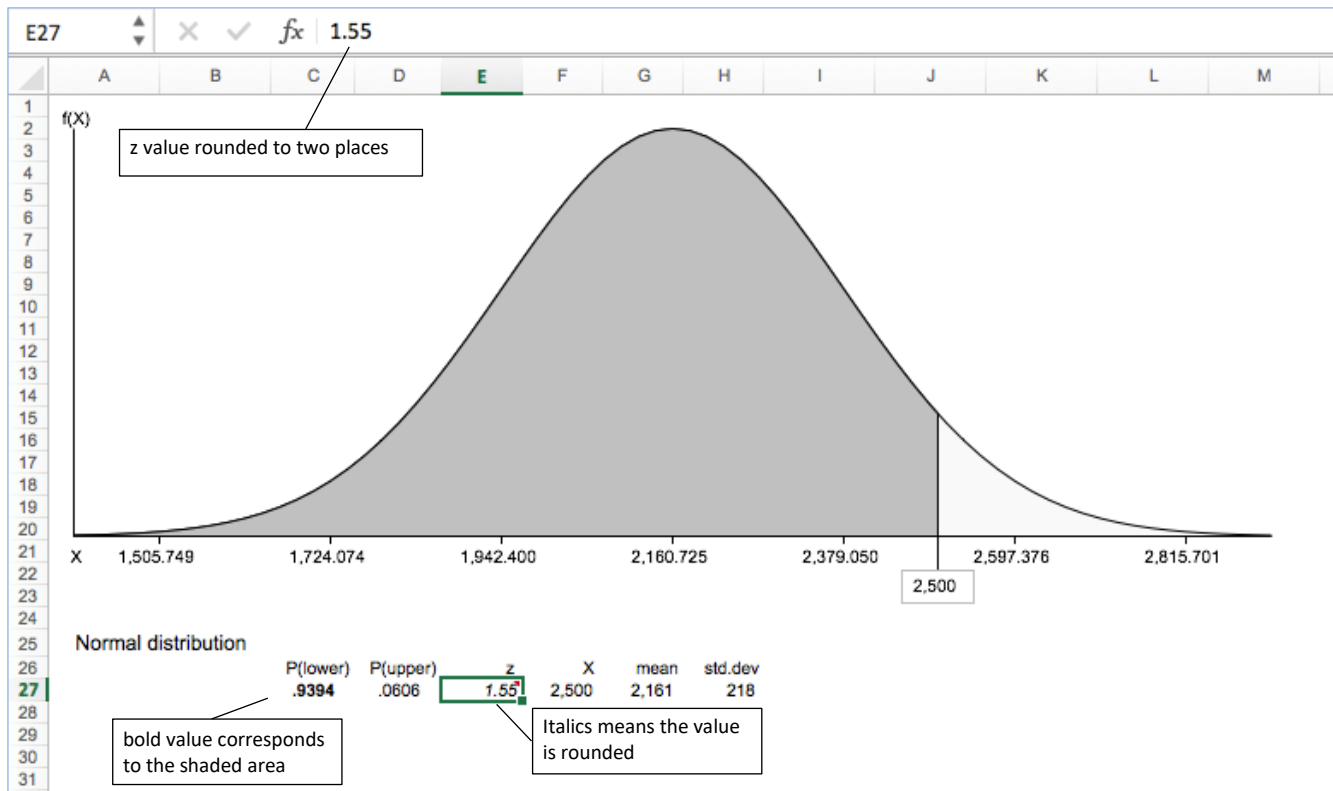 E27 fx 1.55
A B C D E F G H I J K L M
1
f(X)
2
z value rounded to two places
3
4
5
6
7
8
9
10
11
12
13
14
15
16
17
18
19
20
21
X 1,505.749 1,724.074 1,942.400 2,160.725 2,379.050 2,597.376 2,815.701
22
2,500
23
24
25 Normal distribution
26 P(lower) P(upper) z X mean std.dev
27 .9394 .0606 1.55 2,500 2,161 218
28
bold value corresponds
to the shaded area
Italics means the value
is rounded
29
30
31